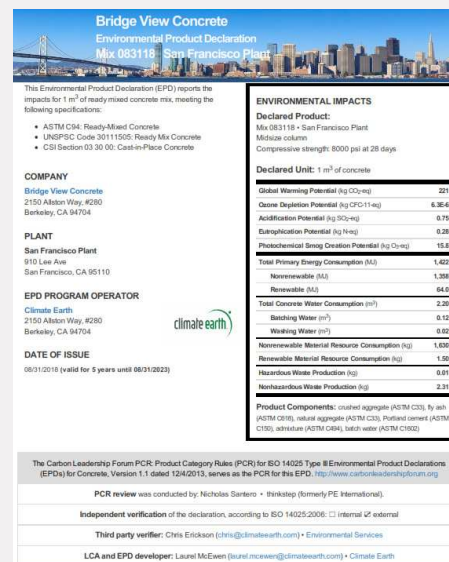 Bridge View Concrete
Environmental Product Declaration
Mix 083118 • San Francisco Plant
This Environmental Product Declaration (EPD) reports the
impacts for 1 m³ of ready mixed concrete mix, meeting the
following specifications:
• ASTM C94: Ready-Mixed Concrete
• UNSPSC Code 30111505: Ready Mix Concrete
• CSI Section 03 30 00: Cast-in-Place Concrete
COMPANY
Bridge View Concrete
2150 Allston Way, #280
Berkeley, CA 94704
PLANT
San Francisco Plant
910 Lee Ave
San Francisco, CA 95110
EPD PROGRAM OPERATOR
Climate Earth
2150 Allston Way, #280
Berkeley, CA 94704
climate earth
DATE OF ISSUE
08/31/2018 (valid for 5 years until 08/31/2023)
ENVIRONMENTAL IMPACTS
Declared Product:
Mix 083118 • San Francisco Plant
Midsize column
Compressive strength: 8000 psi at 28 days
Declared Unit: 1 m³ of concrete
Global Warming Potential (kg CO₂-eq) 221
Ozone Depletion Potential (kg CFC-11-eq) 6.3E-6
Acidification Potential (kg SO₂-eq) 0.75
Eutrophication Potential (kg N-eq) 0.28
Photochemical Smog Creation Potential (kg O₃-eq) 15.8
Total Primary Energy Consumption (MJ) 1,422
Nonrenewable (MJ) 1,358
Renewable (MJ) 64.0
Total Concrete Water Consumption (m³) 2.20
Batching Water (m³) 0.12
Washing Water (m³) 0.02
Nonrenewable Material Resource Consumption (kg) 1,630
Renewable Material Resource Consumption (kg) 1.50
Hazardous Waste Production (kg) 0.01
Nonhazardous Waste Production (kg) 2.31
Product Components: crushed aggregate (ASTM C33), fly ash
(ASTM C618), natural aggregate (ASTM C33), Portland cement (ASTM
C150), admixture (ASTM C494), batch water (ASTM C1602)
The Carbon Leadership Forum PCR: Product Category Rules (PCR) for ISO 14025 Type III Environmental Product Declarations
(EPDs) for Concrete, Version 1.1 dated 12/4/2013, serves as the PCR for this EPD. http://www.carbonleadershipforum.org
PCR review was conducted by: Nicholas Santero • thinkstep (formerly PE International).
Independent verification of the declaration, according to ISO 14025:2006: ☐ internal ☑ external
Third party verifier: Chris Erickson (chris@climateearth.com) • Environmental Services
LCA and EPD developer: Laurel McEwen (laurel.mcewen@climateearth.com) • Climate Earth